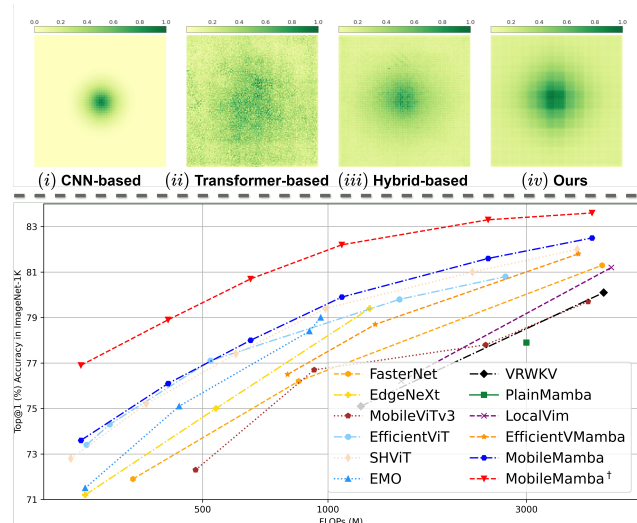 0.0 0.2 0.4 0.6 0.8 1.0
0.2 0.4 0.6 0.8 1.0
0.2 0.4 0.6 0.8 1.0
0.2 0.4 0.6 0.8 1.0
(i) CNN-based
(ii) Transformer-based
(iii) Hybrid-based
(iv) Ours
Top@1 (%) Accuracy in ImageNet-1K
83
81
79
77
75
73
71
FasterNet
EdgeNeXt
MobileViTv3
EfficientViT
SHViT
EMO
VRWKV
PlainMamba
LocalVim
EfficientVMamba
MobileMamba
MobileMamba†
500 1000 3000
FLOPs (M)